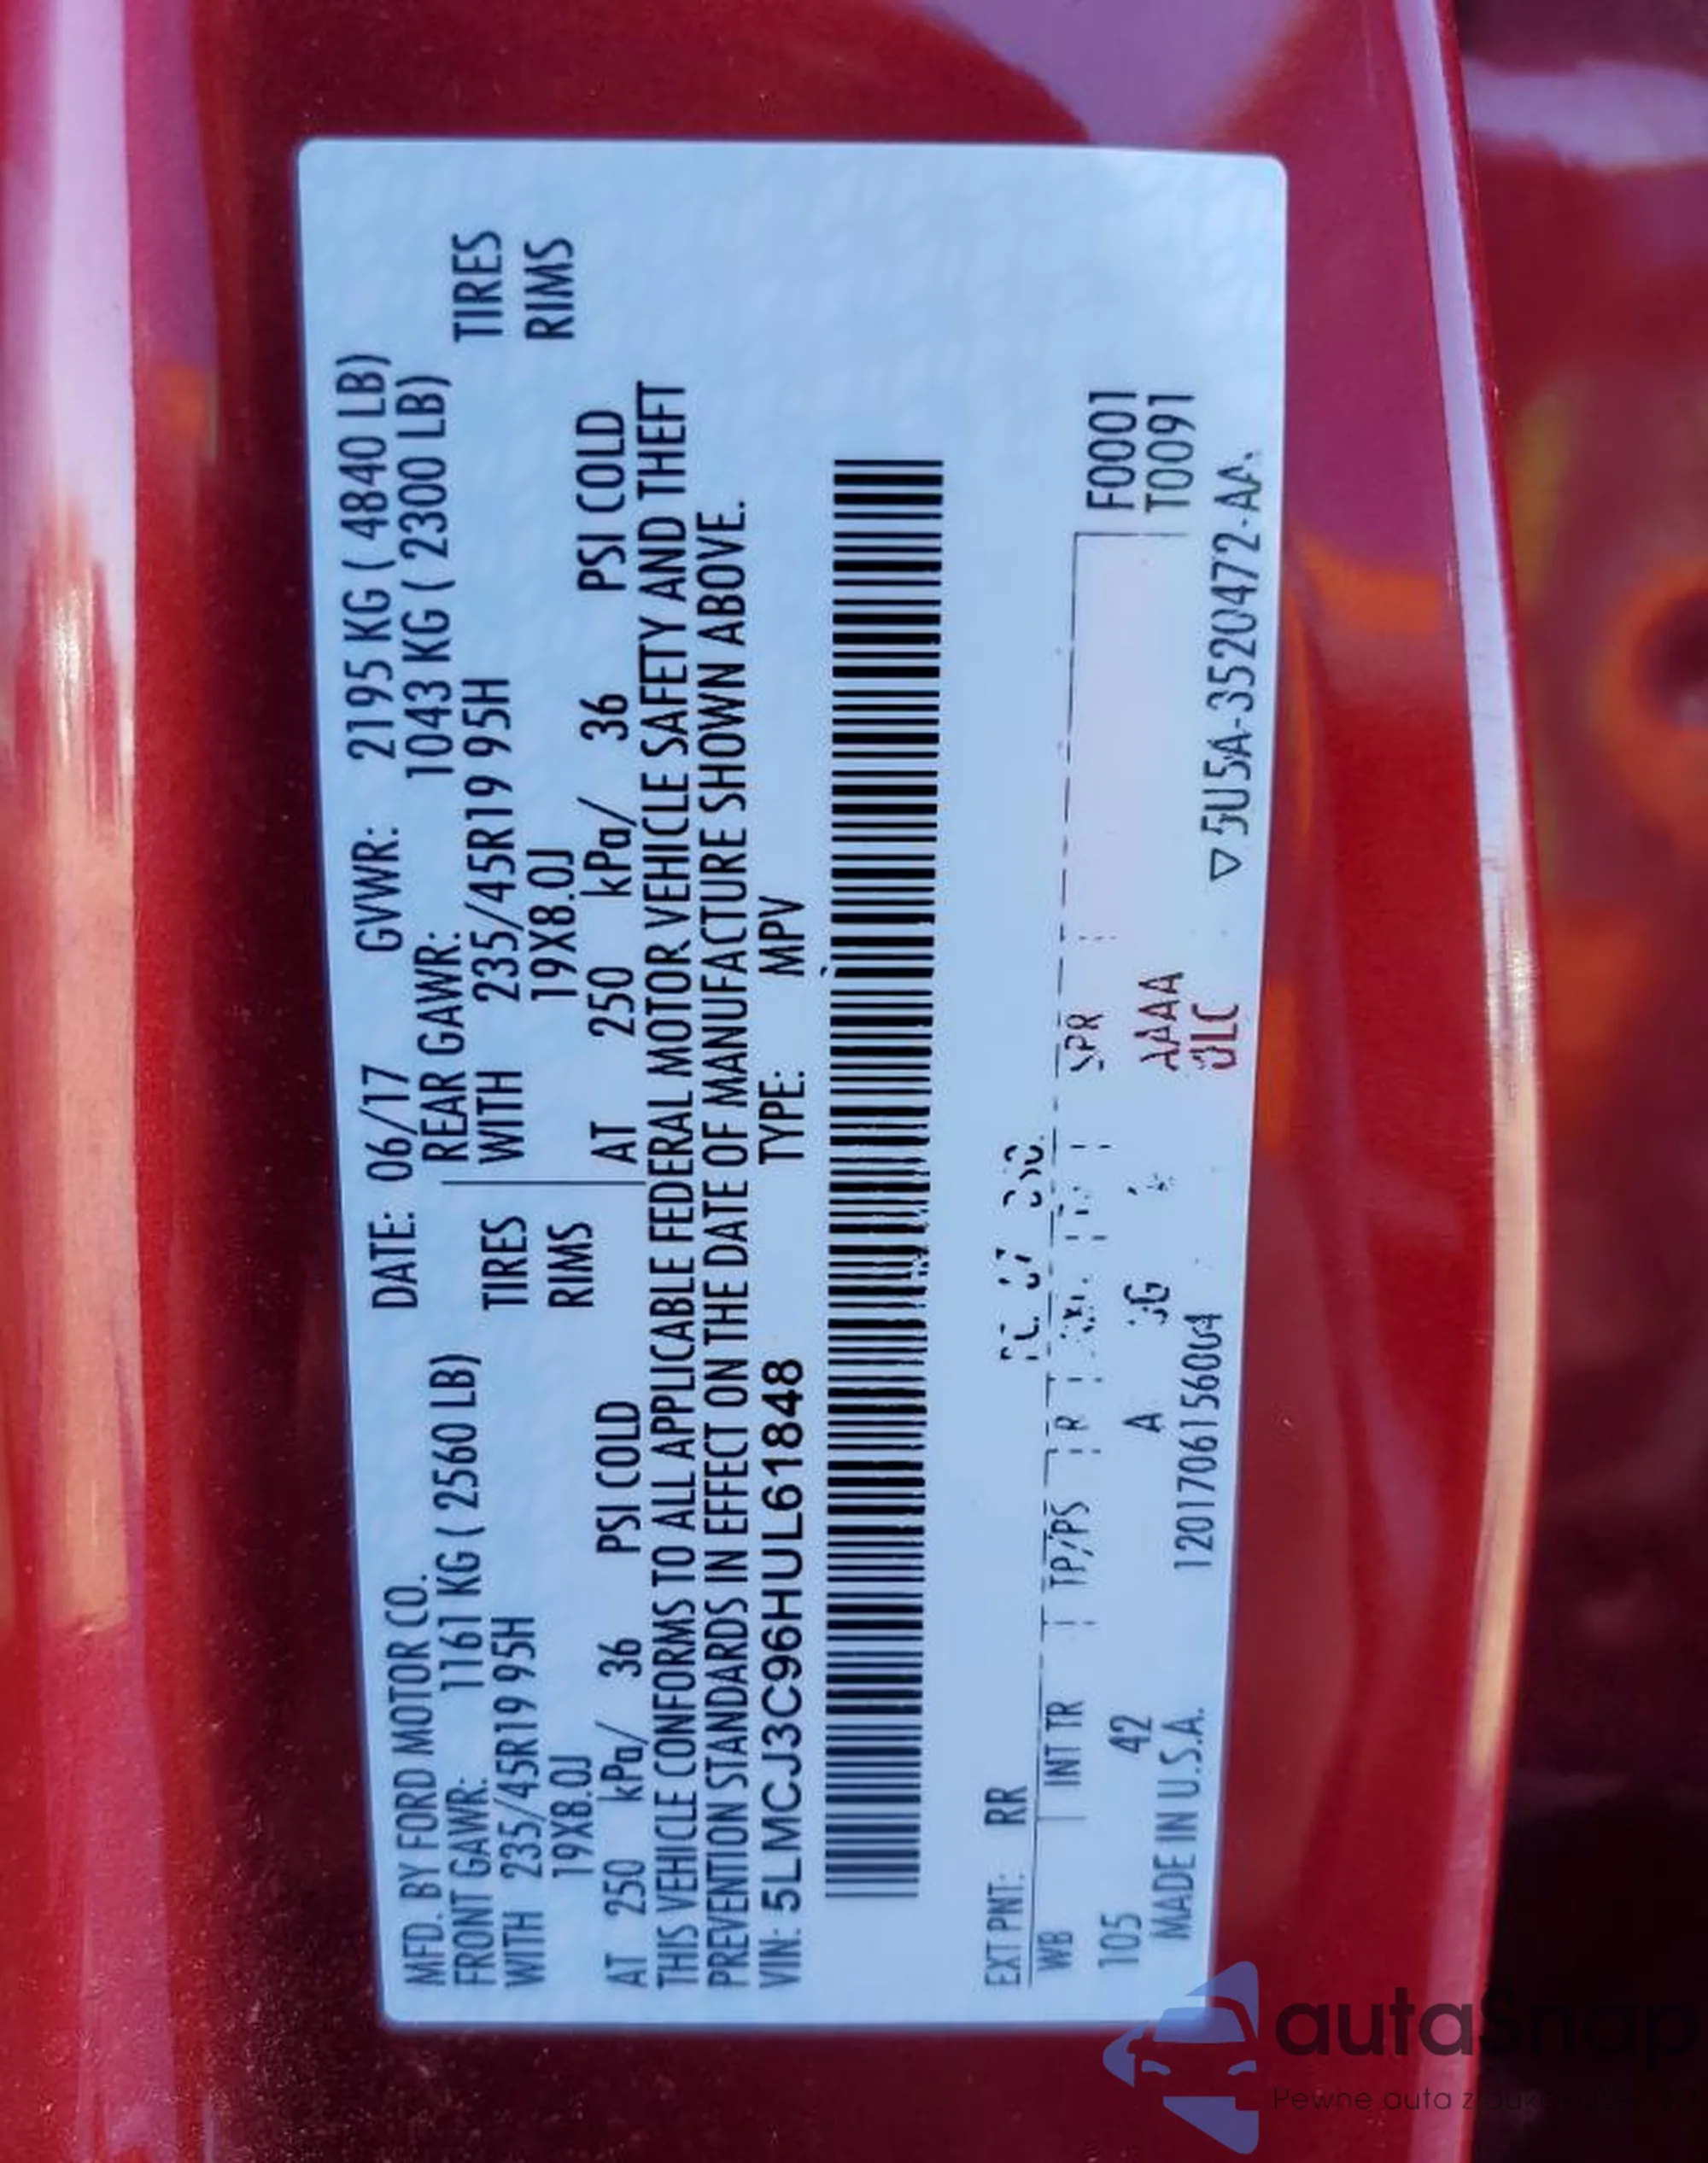 MFD. BY FORD MOTOR CO. DATE: 06/17 GVWR: 2195 KG ( 4840 LB)
FRONT GAWR: 1161 KG ( 2560 LB) REAR GAWR: 1043 KG ( 2300 LB)
WITH 235/45R19 95H TIRES WITH 235/45R19 95H TIRES
19X8.0J RIMS 19X8.0J RIMS
AT 250 kPa/ 36 PSI COLD AT 250 kPa/ 36 PSI COLD
THIS VEHICLE CONFORMS TO ALL APPLICABLE FEDERAL MOTOR VEHICLE SAFETY AND THEFT
PREVENTION STANDARDS IN EFFECT ON THE DATE OF MANUFACTURE SHOWN ABOVE.
VIN: 5LMCJ3C96HUL61848 TYPE: MPV
EXT PNT: RR
WB INT TR TP/PS R SPR F0001
105 42 A AAAA T0091
MADE IN U.S.A. 1201706156004 ▽5U5A-3520472-AA
autaSnap
Pewne auta z